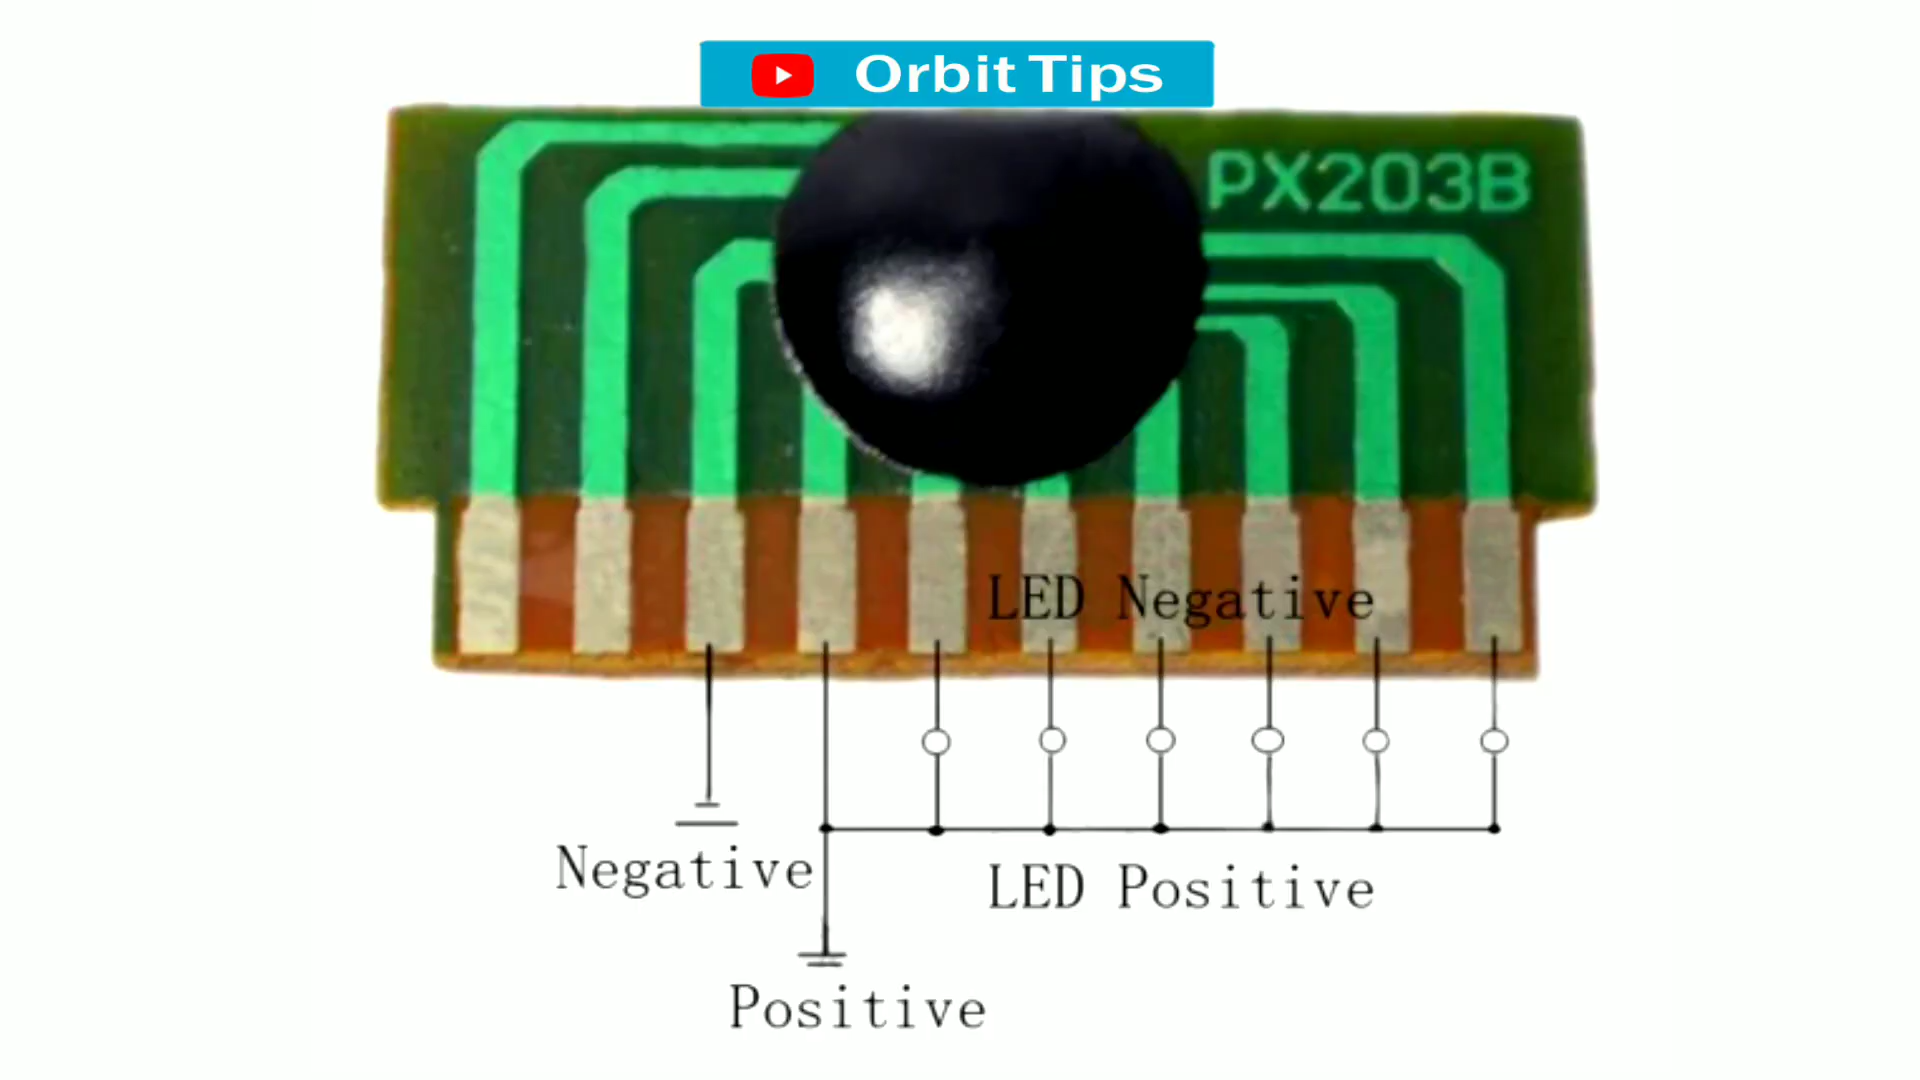 Orbit Tips
PX203B
LED Negative
Negative
LED Positive
Positive